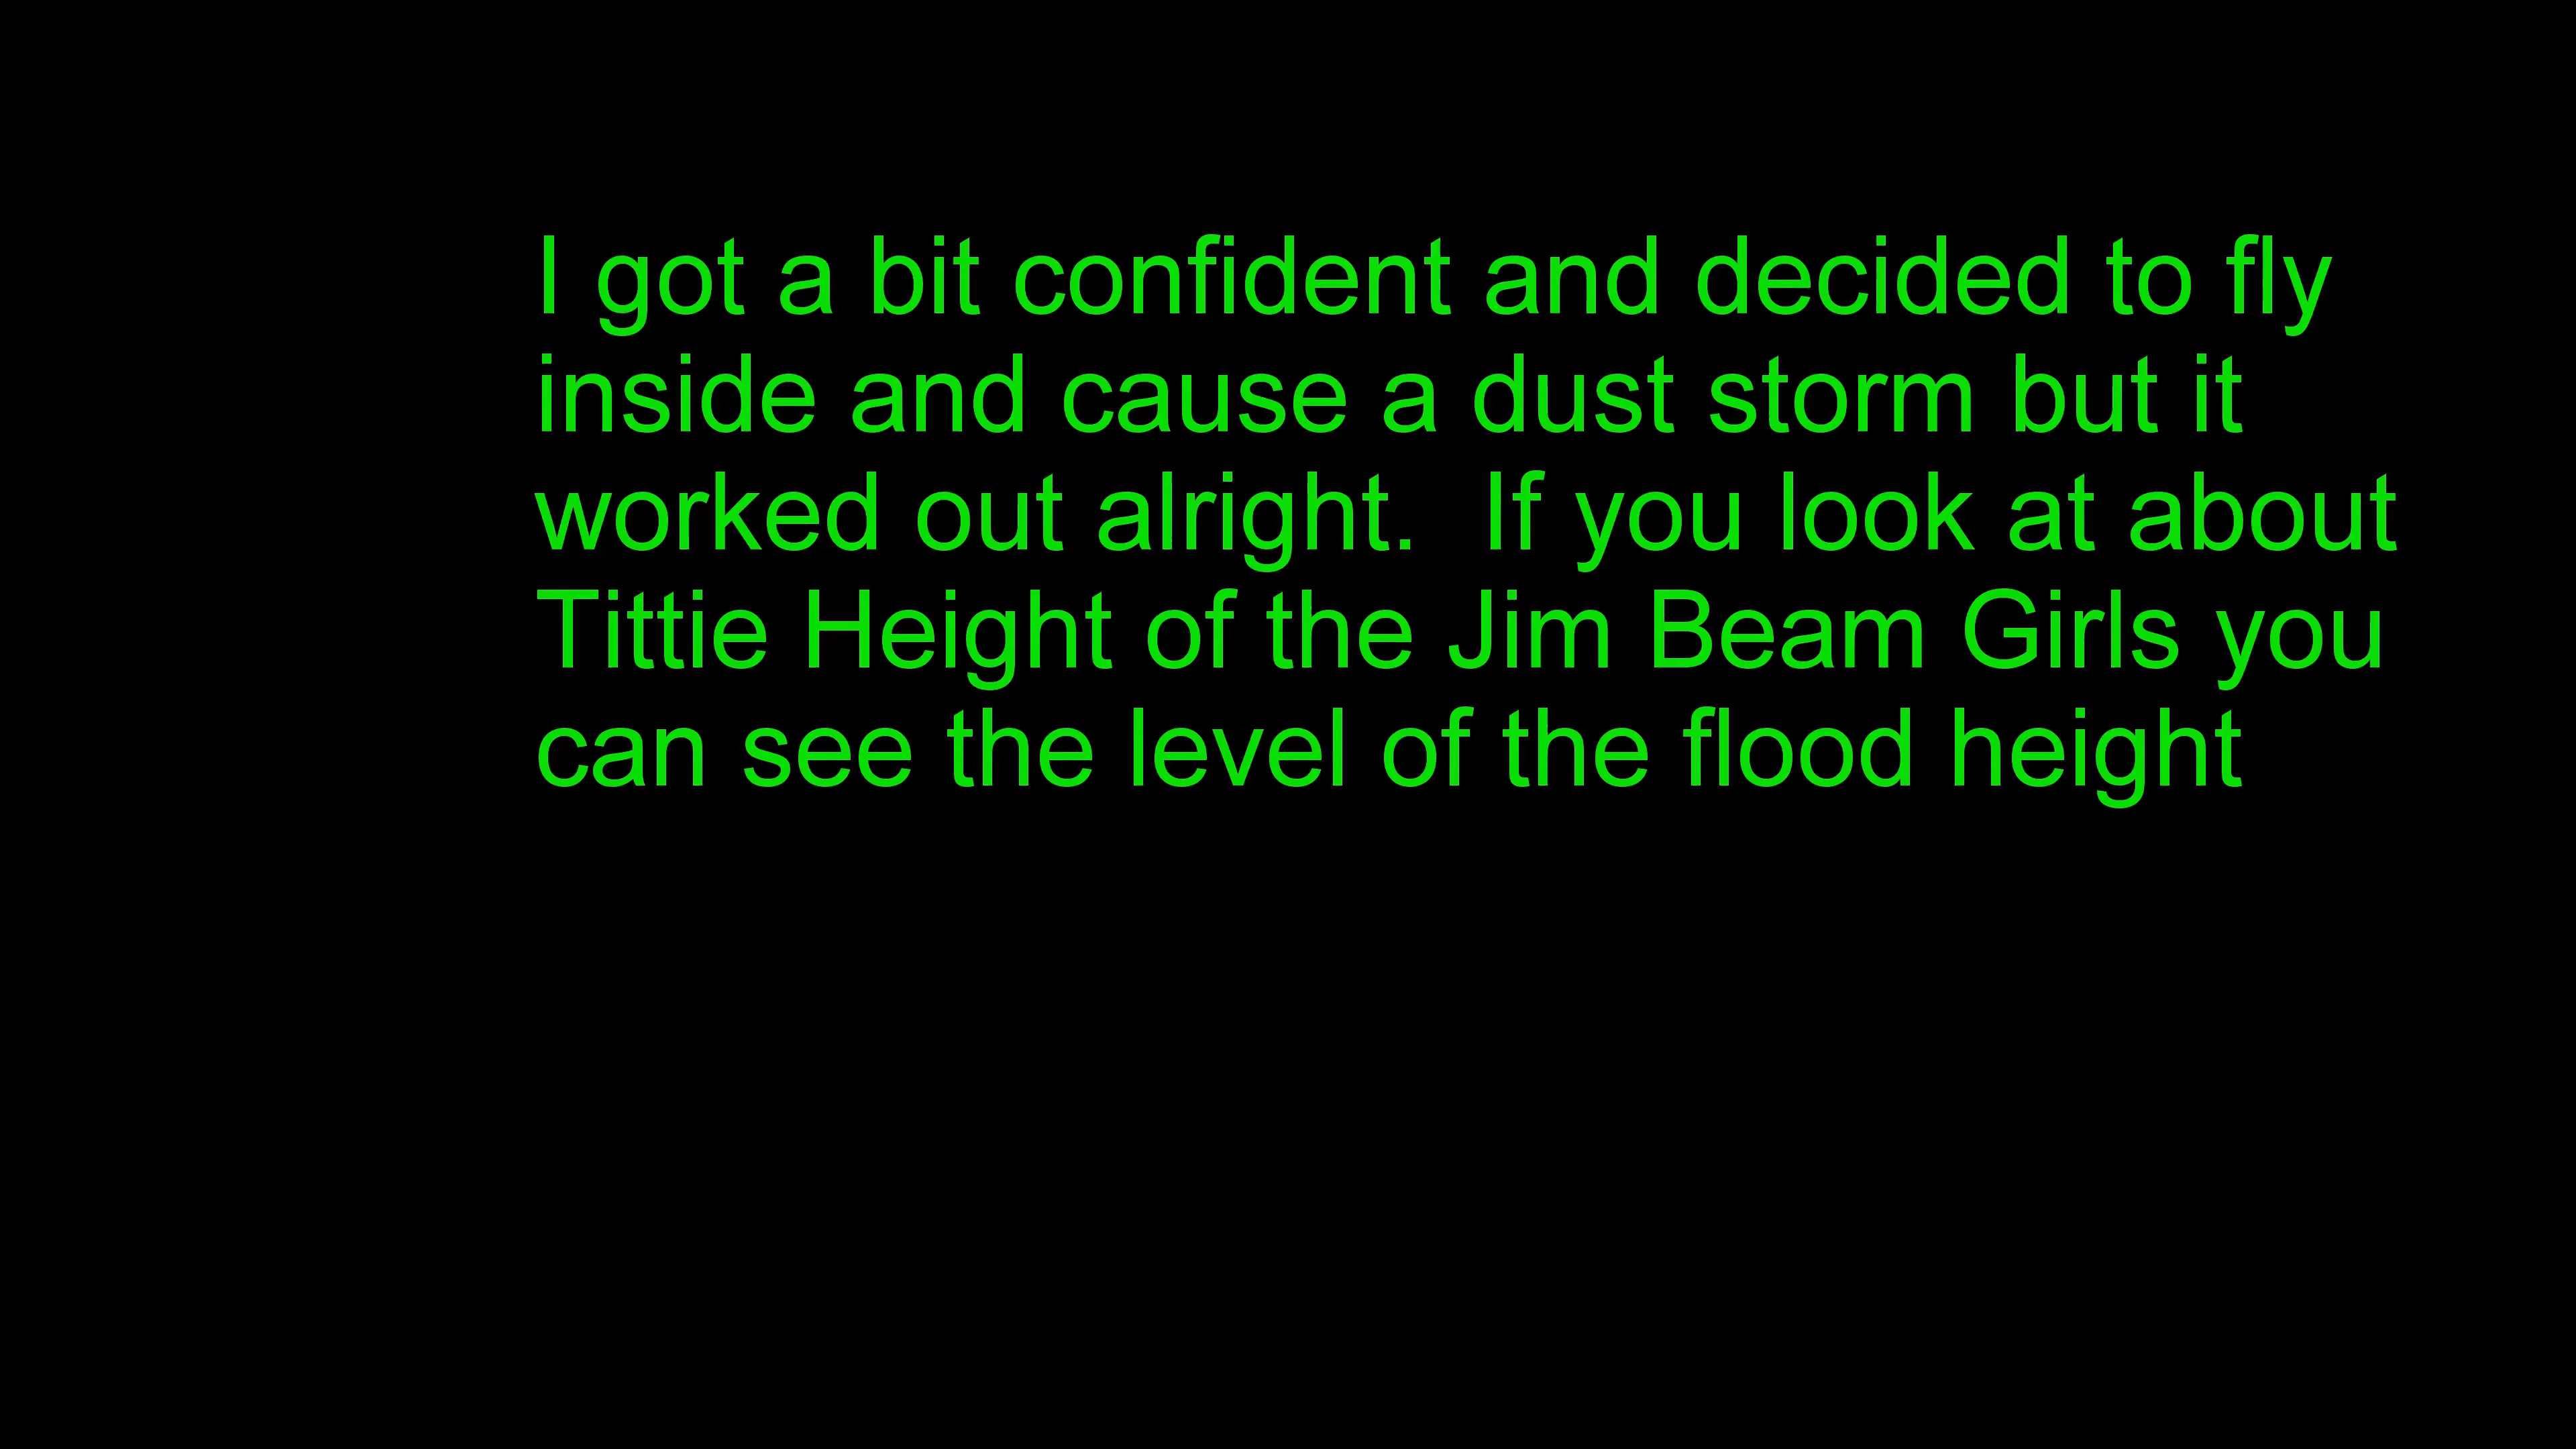 I got a bit confident and decided to fly
inside and cause a dust storm but it
worked out alright.  If you look at about
Tittie Height of the Jim Beam Girls you
can see the level of the flood height